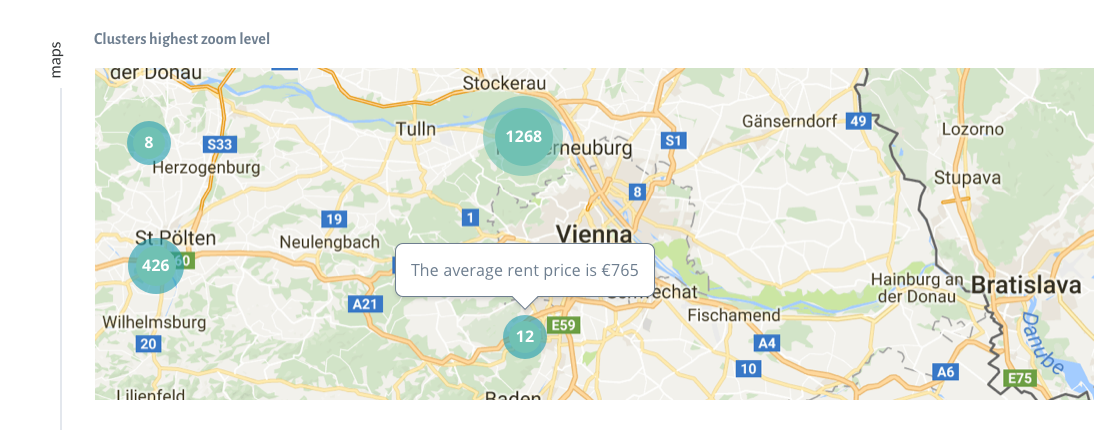 Clusters highest zoom level
maps
der Donau
Stockerau
49
Gänserndorf
Tulln
1268
Lozorno
8
S33
S1
erneuburg
Herzogenburg
Stupava
8
19
1
St Pölten
Neulengbach
Vienna
426
60
The average rent price is €765
Hainburg an
der Donau
Bratislava
A21
Fischamend
Wilhelmsburg
E59
12
Danube
20
A4
10
A6
E75
Lilienfeld
Baden